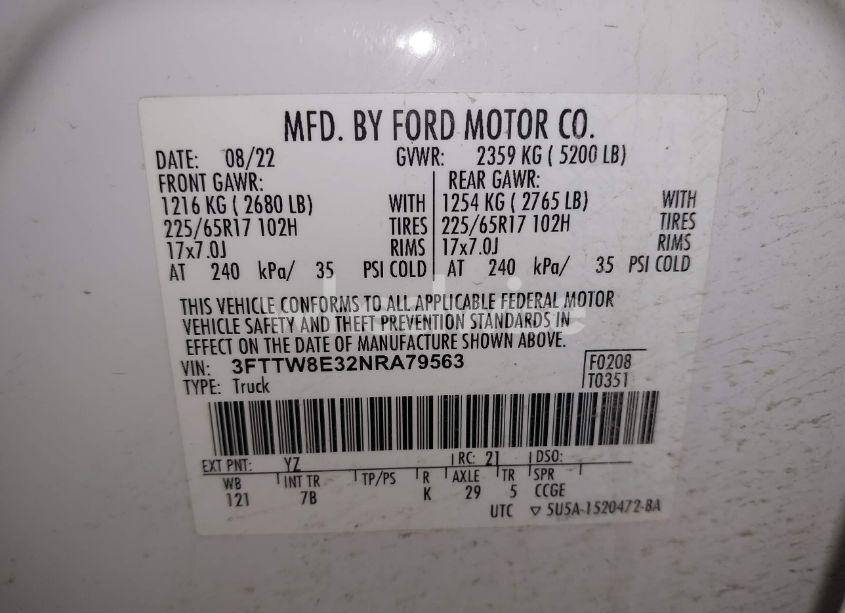 MFD. BY FORD MOTOR CO.
DATE: 08/22 GVWR: 2359 KG ( 5200 LB)
FRONT GAWR: REAR GAWR:
1216 KG ( 2680 LB) WITH 1254 KG ( 2765 LB) WITH
225/65R17 102H TIRES 225/65R17 102H TIRES
17x7.0J RIMS 17x7.0J RIMS
AT 240 kPa/ 35 PSI COLD AT 240 kPa/ 35 PSI COLD
THIS VEHICLE CONFORMS TO ALL APPLICABLE FEDERAL MOTOR
VEHICLE SAFETY AND THEFT PREVENTION STANDARDS IN
EFFECT ON THE DATE OF MANUFACTURE SHOWN ABOVE.
VIN: 3FTTW8E32NRA79563 F0208
TYPE: Truck T0351
EXT PNT: YZ RC: 21 DSO:
WB INT TR TP/PS R AXLE TR SPR
121 7B K 29 5 CCGE
UTC ▽ 5U5A-1520472-BA